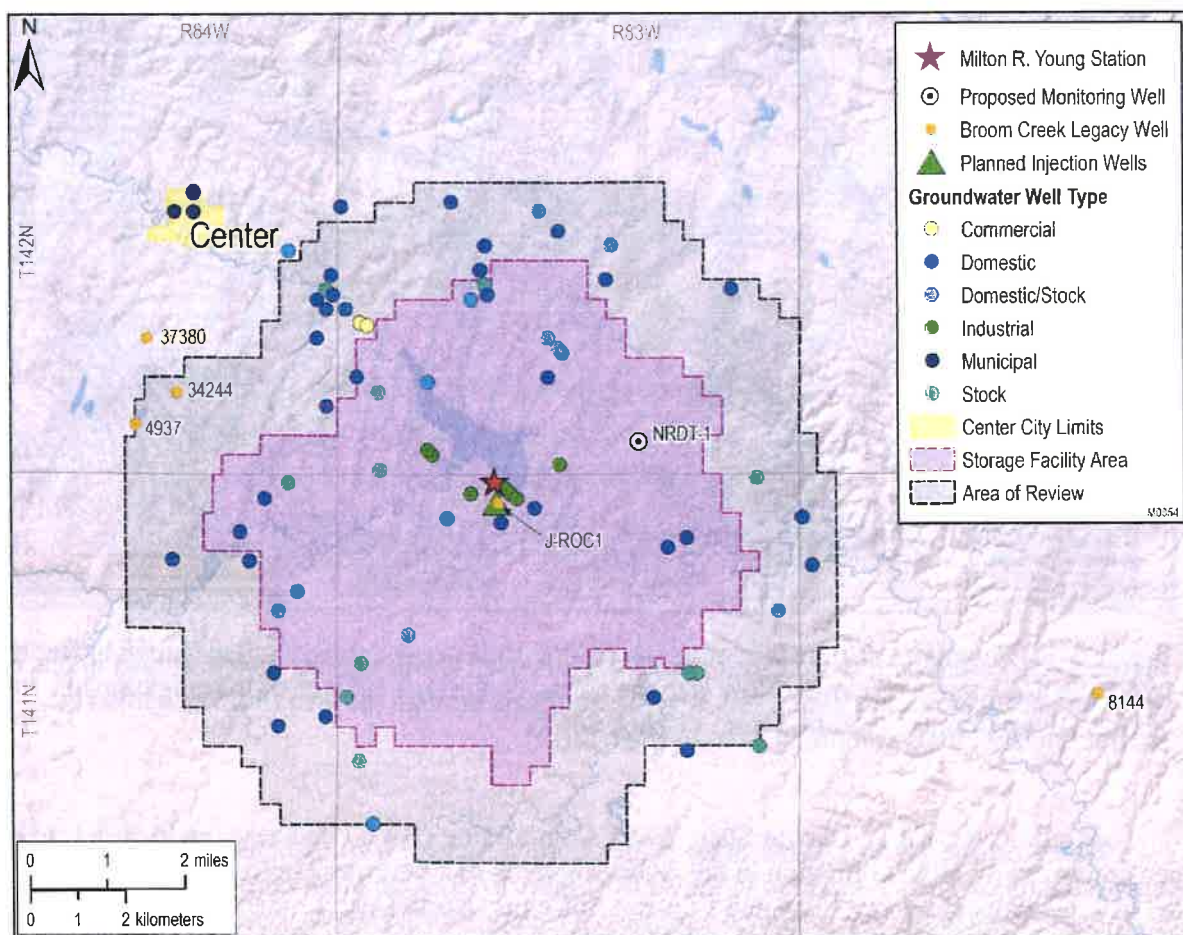 N
R84W
R83W
T142N
T141N
Center
37380
34244
4937
NRDT-1
J-ROC1
8144
Milton R. Young Station
Proposed Monitoring Well
Broom Creek Legacy Well
Planned Injection Wells
Groundwater Well Type
Commercial
Domestic
Domestic/Stock
Industrial
Municipal
Stock
Center City Limits
Storage Facility Area
Area of Review
0 1 2 miles
0 1 2 kilometers